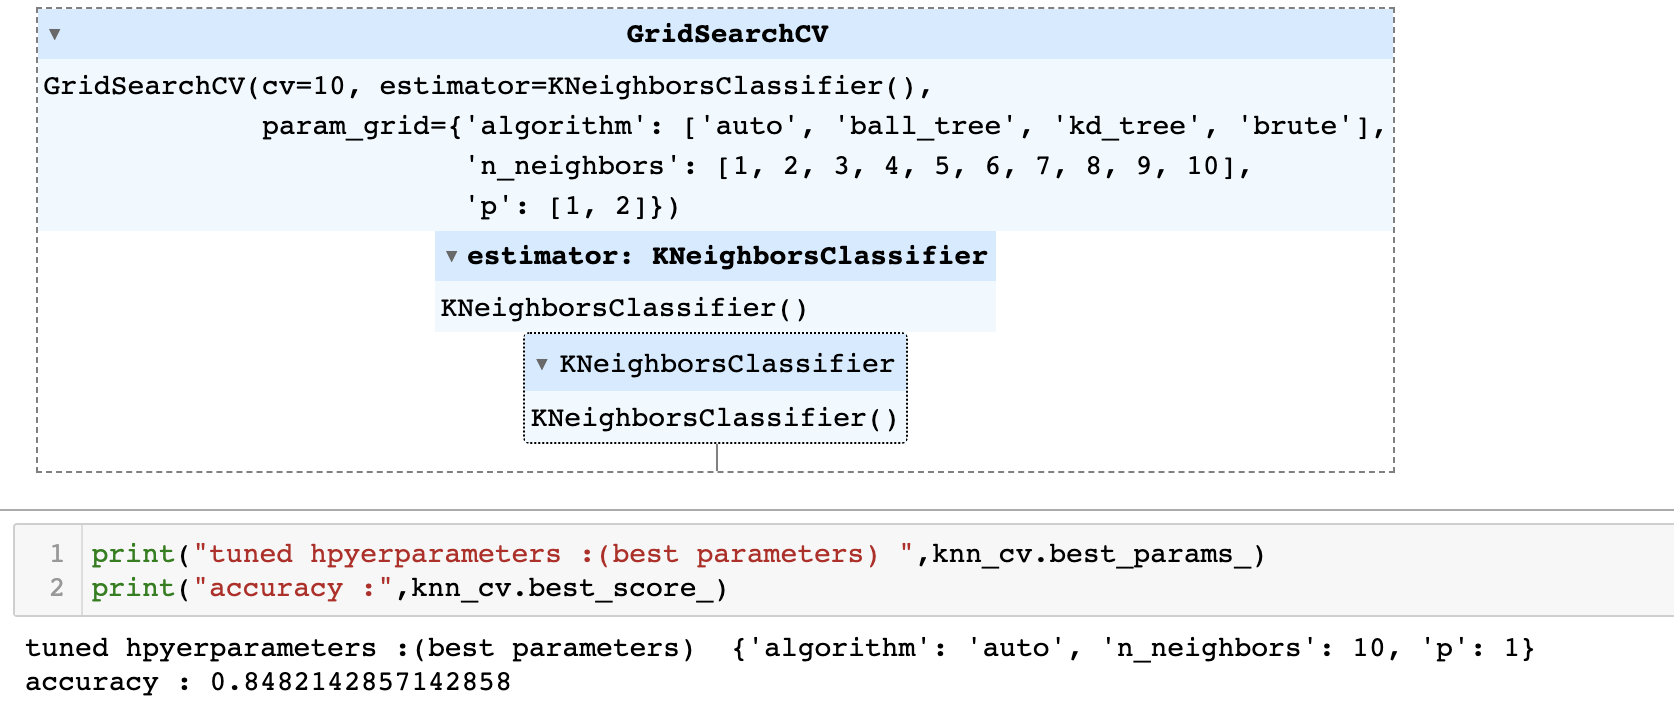 ▼ GridSearchCV
GridSearchCV(cv=10, estimator=KNeighborsClassifier(),
             param_grid={'algorithm': ['auto', 'ball_tree', 'kd_tree', 'brute'],
                         'n_neighbors': [1, 2, 3, 4, 5, 6, 7, 8, 9, 10],
                         'p': [1, 2]})
▼ estimator: KNeighborsClassifier
KNeighborsClassifier()
▼ KNeighborsClassifier
KNeighborsClassifier()
1 print("tuned hpyerparameters :(best parameters) ",knn_cv.best_params_)
2 print("accuracy :",knn_cv.best_score_)
tuned hpyerparameters :(best parameters)  {'algorithm': 'auto', 'n_neighbors': 10, 'p': 1}
accuracy : 0.8482142857142858